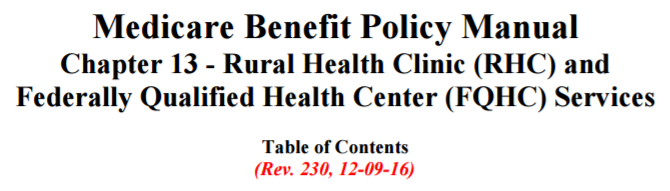 Medicare Benefit Policy Manual
Chapter 13 - Rural Health Clinic (RHC) and
Federally Qualified Health Center (FQHC) Services
Table of Contents
(Rev. 230, 12-09-16)